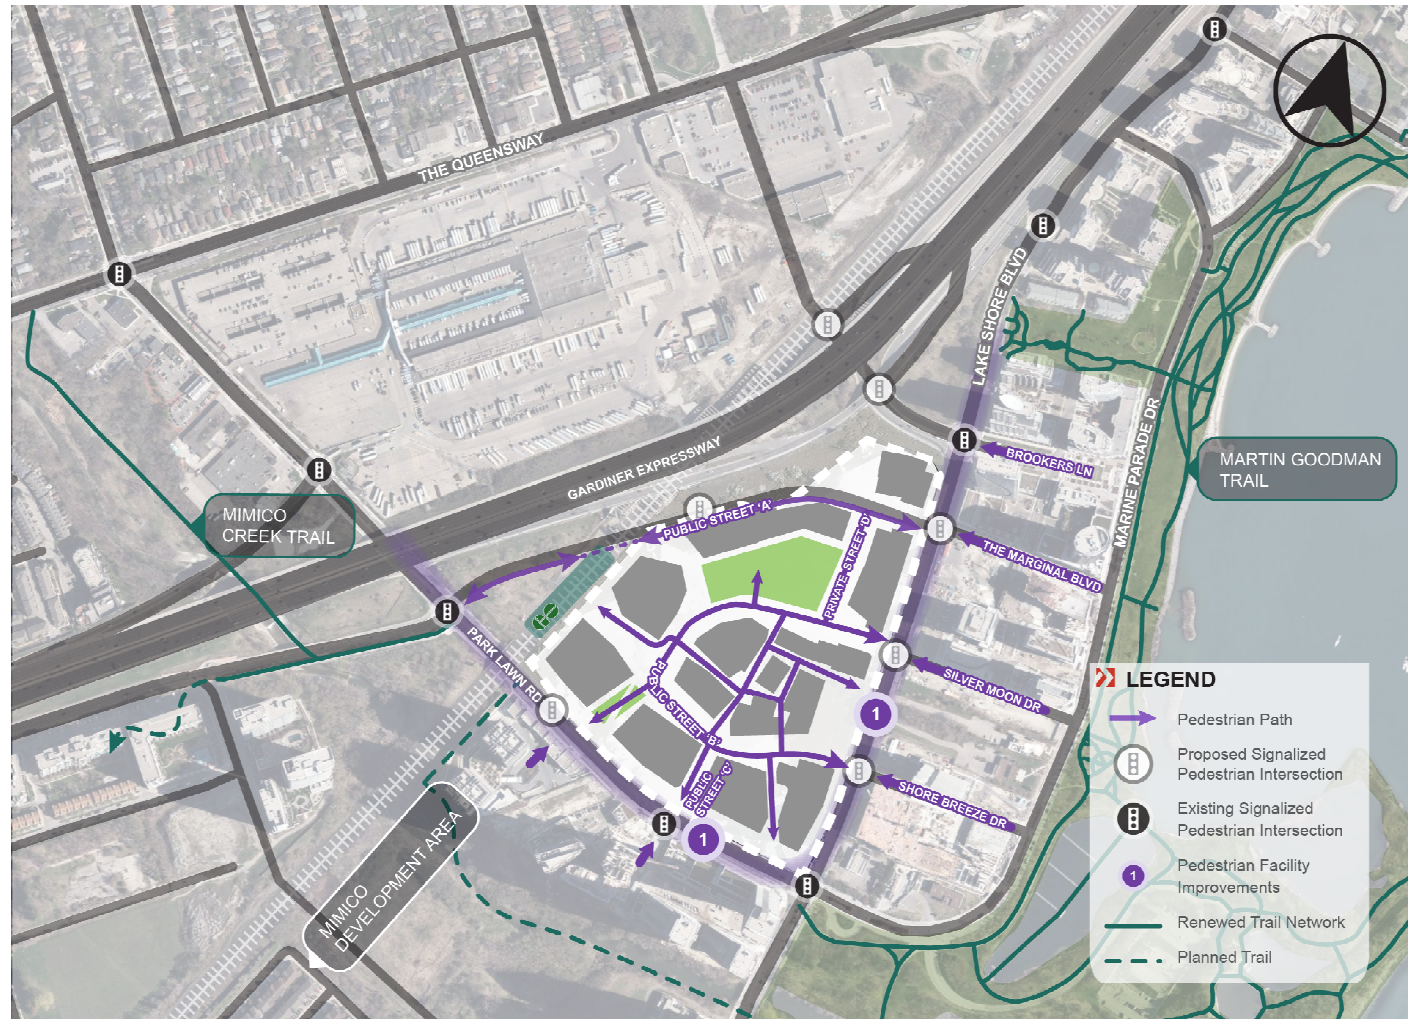 THE QUEENSWAY
LAKE SHORE BLVD
GARDINER EXPRESSWAY
BROOKERS LN
MARINE PARADE DR
MARTIN GOODMAN
TRAIL
MIMICO
CREEK TRAIL
PUBLIC STREET 'A'
PRIVATE STREET 'D'
THE MARGINAL BLVD
PARK LAWN RD
PUBLIC STREET 'B'
SILVER MOON DR
1
PUBLIC
STREET 'C'
SHORE BREEZE DR
1
MIMICO
DEVELOPMENT AREA
LEGEND
Pedestrian Path
Proposed Signalized
Pedestrian Intersection
Existing Signalized
Pedestrian Intersection
1
Pedestrian Facility
Improvements
Renewed Trail Network
Planned Trail